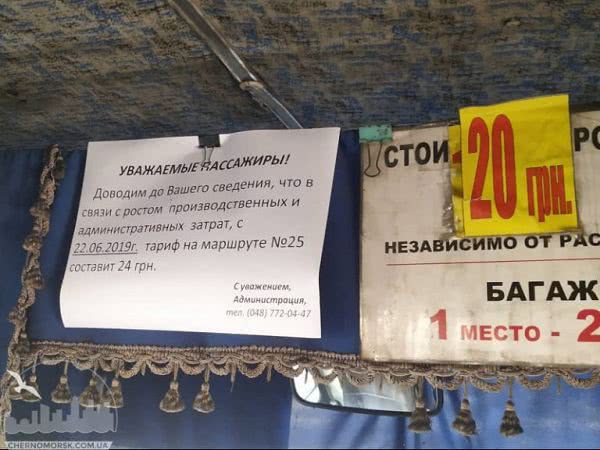 УВАЖАЕМЫЕ ПАССАЖИРЫ!
Доводим до Вашего сведения, что в
связи с ростом производственных и
административных затрат, с
22.06.2019г. тариф на маршруте №25
составит 24 грн.
С уважением,
Администрация,
тел. (048) 772-04-47
СТОИ
20 грн.
НЕЗАВИСИМО ОТ РАС
БАГАЖ
1 МЕСТО - 2
CHERNOMORSK.COM.UA